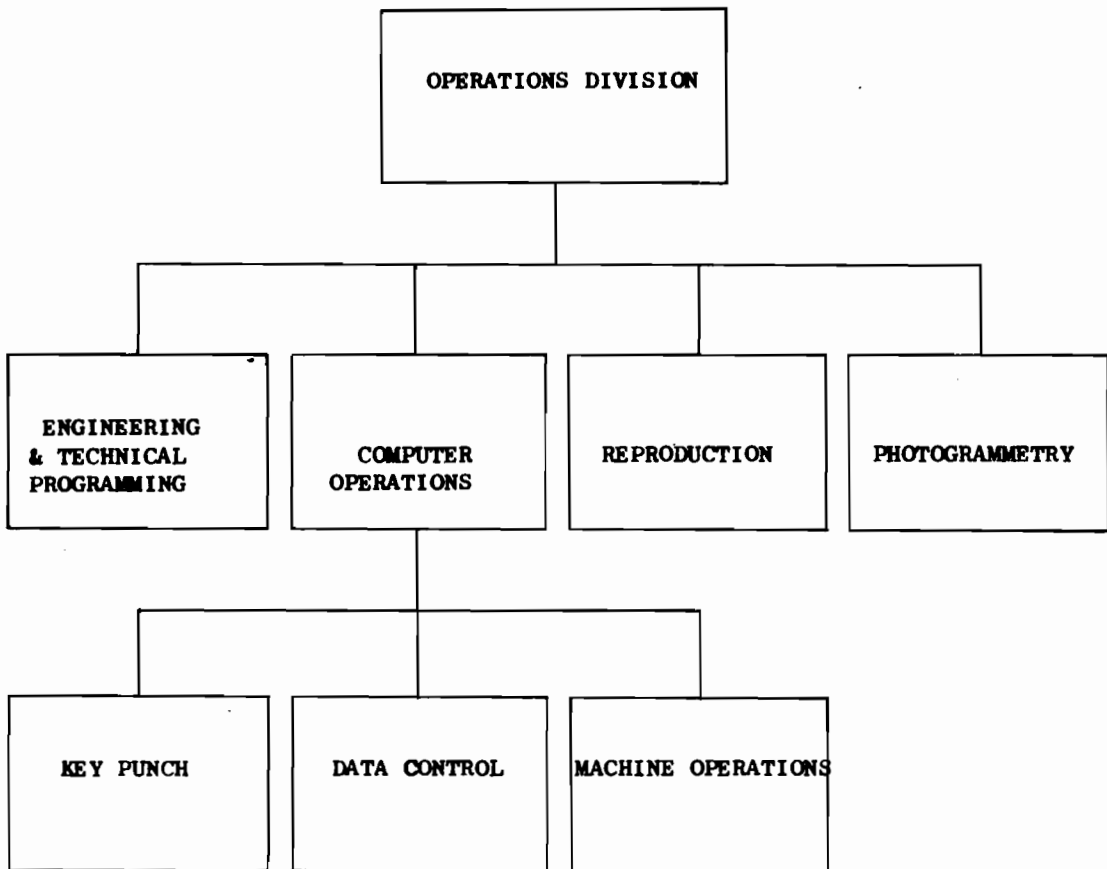 OPERATIONS DIVISION
ENGINEERING
& TECHNICAL
PROGRAMMING
COMPUTER
OPERATIONS
REPRODUCTION
PHOTOGRAMMETRY
KEY PUNCH
DATA CONTROL
MACHINE OPERATIONS